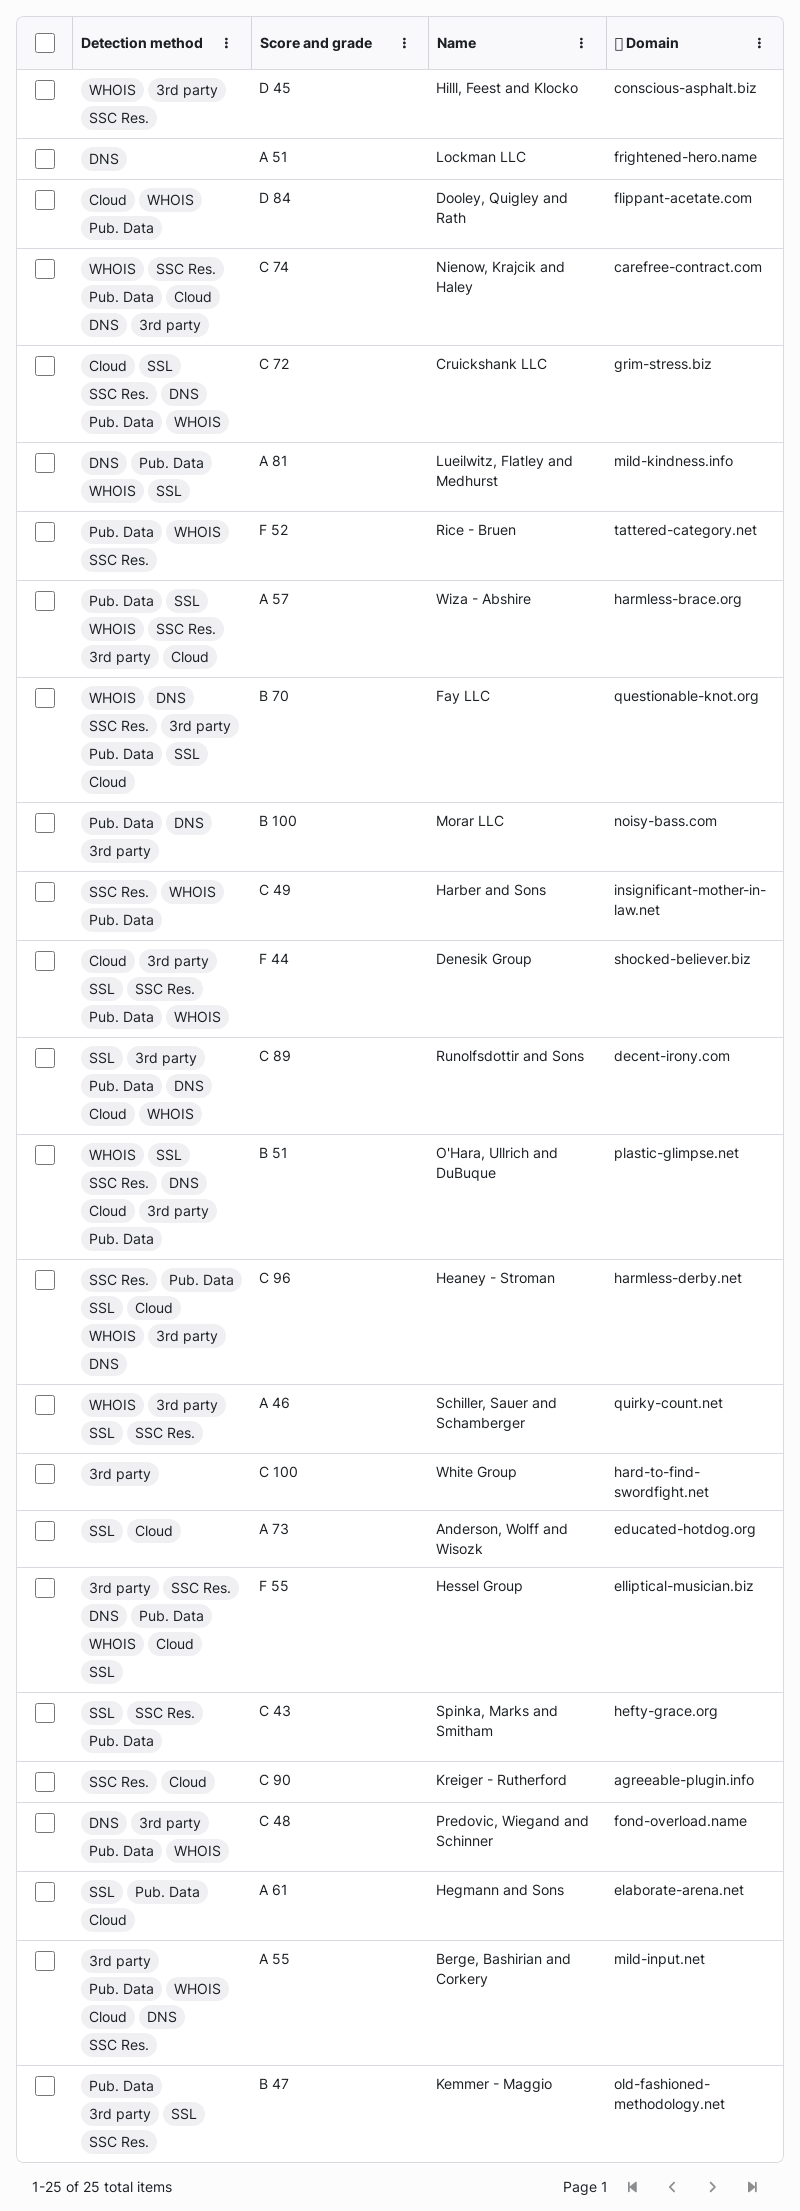 Detection method Score and grade Name Domain
WHOIS 3rd party D 45 Hilll, Feest and Klocko conscious-asphalt.biz
SSC Res.
DNS A 51 Lockman LLC frightened-hero.name
Cloud WHOIS D 84 Dooley, Quigley and flippant-acetate.com
Pub. Data Rath
WHOIS SSC Res. C 74 Nienow, Krajcik and carefree-contract.com
Pub. Data Cloud Haley
DNS 3rd party
Cloud SSL C 72 Cruickshank LLC grim-stress.biz
SSC Res. DNS
Pub. Data WHOIS
DNS Pub. Data A 81 Lueilwitz, Flatley and mild-kindness.info
WHOIS SSL Medhurst
Pub. Data WHOIS F 52 Rice - Bruen tattered-category.net
SSC Res.
Pub. Data SSL A 57 Wiza - Abshire harmless-brace.org
WHOIS SSC Res.
3rd party Cloud
WHOIS DNS B 70 Fay LLC questionable-knot.org
SSC Res. 3rd party
Pub. Data SSL
Cloud
Pub. Data DNS B 100 Morar LLC noisy-bass.com
3rd party
SSC Res. WHOIS C 49 Harber and Sons insignificant-mother-in-
Pub. Data law.net
Cloud 3rd party F 44 Denesik Group shocked-believer.biz
SSL SSC Res.
Pub. Data WHOIS
SSL 3rd party C 89 Runolfsdottir and Sons decent-irony.com
Pub. Data DNS
Cloud WHOIS
WHOIS SSL B 51 O'Hara, Ullrich and plastic-glimpse.net
SSC Res. DNS DuBuque
Cloud 3rd party
Pub. Data
SSC Res. Pub. Data C 96 Heaney - Stroman harmless-derby.net
SSL Cloud
WHOIS 3rd party
DNS
WHOIS 3rd party A 46 Schiller, Sauer and quirky-count.net
SSL SSC Res. Schamberger
3rd party C 100 White Group hard-to-find-
swordfight.net
SSL Cloud A 73 Anderson, Wolff and educated-hotdog.org
Wisozk
3rd party SSC Res. F 55 Hessel Group elliptical-musician.biz
DNS Pub. Data
WHOIS Cloud
SSL
SSL SSC Res. C 43 Spinka, Marks and hefty-grace.org
Pub. Data Smitham
SSC Res. Cloud C 90 Kreiger - Rutherford agreeable-plugin.info
DNS 3rd party C 48 Predovic, Wiegand and fond-overload.name
Pub. Data WHOIS Schinner
SSL Pub. Data A 61 Hegmann and Sons elaborate-arena.net
Cloud
3rd party A 55 Berge, Bashirian and mild-input.net
Pub. Data WHOIS Corkery
Cloud DNS
SSC Res.
Pub. Data B 47 Kemmer - Maggio old-fashioned-
3rd party SSL methodology.net
SSC Res.
1-25 of 25 total items Page 1